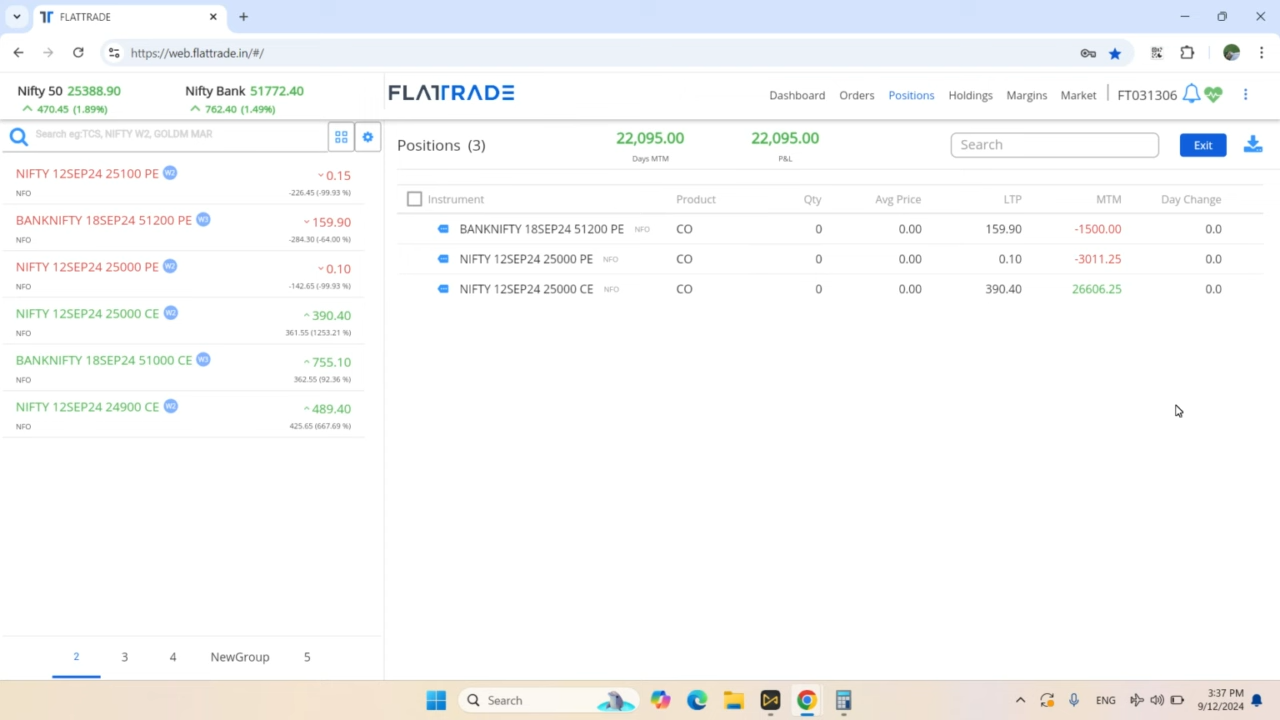 FLATTRADE
https://web.flattrade.in/#/
Nifty 50 25388.90
470.45 (1.89%)
Nifty Bank 51772.40
762.40 (1.49%)
FLATTRADE
Dashboard Orders Positions Holdings Margins Market FT031306
Search eg:TCS, NIFTY W2, GOLDM MAR
NIFTY 12SEP24 25100 PE W2 0.15
NFO -226.45 (-99.93 %)
BANKNIFTY 18SEP24 51200 PE W3 159.90
NFO -284.30 (-64.00 %)
NIFTY 12SEP24 25000 PE W2 0.10
NFO -142.65 (-99.93 %)
NIFTY 12SEP24 25000 CE W2 390.40
NFO 361.55 (1253.21 %)
BANKNIFTY 18SEP24 51000 CE W3 755.10
NFO 362.55 (92.36 %)
NIFTY 12SEP24 24900 CE W2 489.40
NFO 425.65 (667.69 %)
2 3 4 NewGroup 5
Positions (3)
22,095.00
Days MTM
22,095.00
P&L
Search
Exit
Instrument Product Qty Avg Price LTP MTM Day Change
BANKNIFTY 18SEP24 51200 PE NFO CO 0 0.00 159.90 -1500.00 0.0
NIFTY 12SEP24 25000 PE NFO CO 0 0.00 0.10 -3011.25 0.0
NIFTY 12SEP24 25000 CE NFO CO 0 0.00 390.40 26606.25 0.0
Search
ENG
3:37 PM
9/12/2024